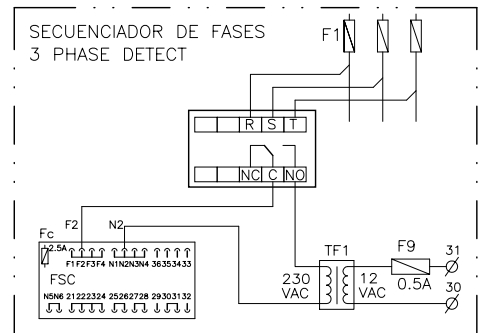 SECUENCIADOR DE FASES
3 PHASE DETECT
F1
R S T
NC C NO
F2 N2
Fc
2.5A
F1F2F3F4 N1N2N3N4 36353433
FSC
N5N6 21222324 25262728 29303132
TF1
230
VAC
12
VAC
F9
0.5A
31
30